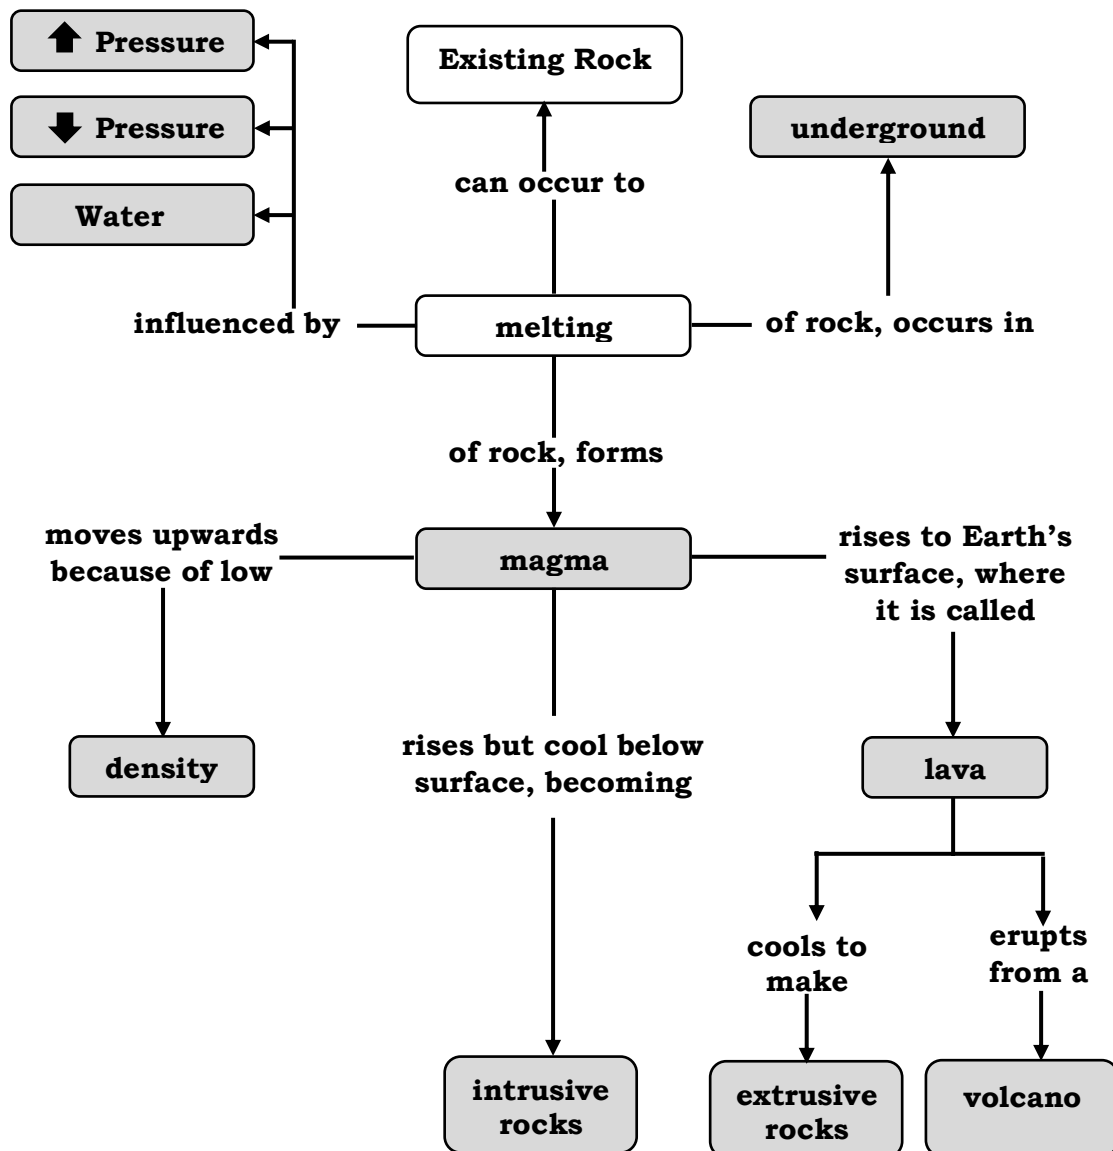 Pressure
Existing Rock
Pressure
underground
can occur to
Water
influenced by
melting
of rock, occurs in
of rock, forms
moves upwards
because of low
magma
rises to Earth’s
surface, where
it is called
density
rises but cool below
surface, becoming
lava
cools to
make
erupts
from a
intrusive
rocks
extrusive
rocks
volcano